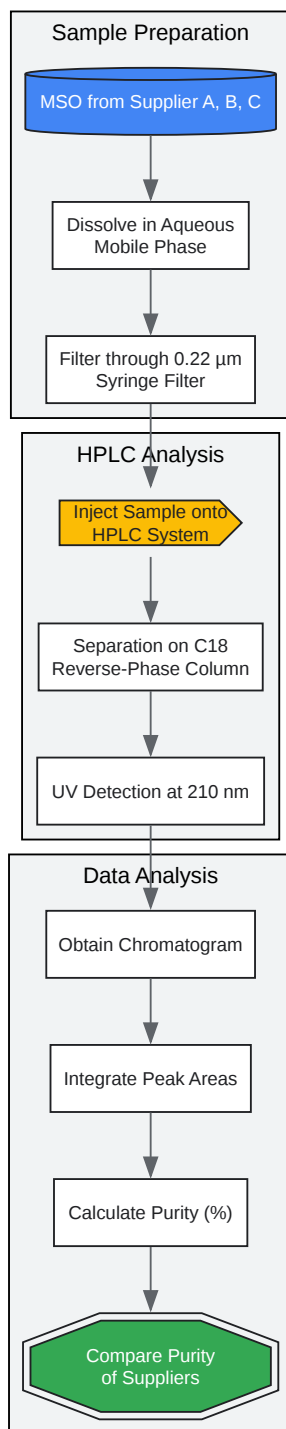 Sample Preparation
MSO from Supplier A, B, C
Dissolve in Aqueous
Mobile Phase
Filter through 0.22 µm
Syringe Filter
HPLC Analysis
Inject Sample onto
HPLC System
Separation on C18
Reverse-Phase Column
UV Detection at 210 nm
Data Analysis
Obtain Chromatogram
Integrate Peak Areas
Calculate Purity (%)
Compare Purity
of Suppliers